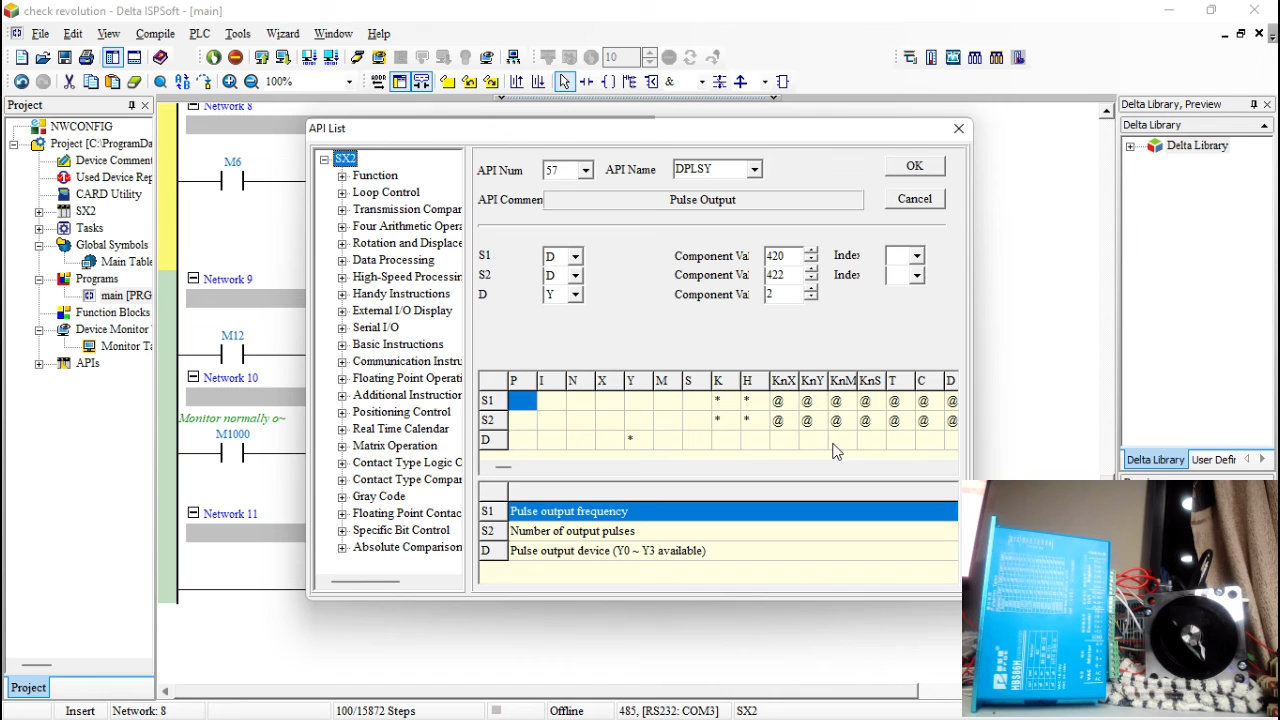 check revolution - Delta ISPSoft - [main]
File Edit View Compile PLC Tools Wizard Window Help
10
100%
&
Project
NWCONFIG
Project [C:\ProgramDa
Device Commen
Used Device Rep
CARD Utility
SX2
Tasks
Global Symbols
Main Table
Programs
main [PRG
Function Blocks
Device Monitor
Monitor Ta
APIs
Project
Network 8
M6
Network 9
M12
Network 10
Monitor normally o~
M1000
Network 11
API List
SX2
Function
Loop Control
Transmission Compar
Four Arithmetic Opera
Rotation and Displace
Data Processing
High-Speed Processin
Handy Instructions
External I/O Display
Serial I/O
Basic Instructions
Communication Instru
Floating Point Operati
Additional Instruction
Positioning Control
Real Time Calendar
Matrix Operation
Contact Type Logic C
Contact Type Compar
Gray Code
Floating Point Contac
Specific Bit Control
Absolute Comparison
API Num 57 API Name DPLSY OK
API Commen Pulse Output Cancel
S1 D Component Va 420 Index
S2 D Component Va 422 Index
D Y Component Va 2
P I N X Y M S K H KnX KnY KnM KnS T C D
S1 * * @ @ @ @ @ @ @
S2 * * @ @ @ @ @ @ @
D *
S1 Pulse output frequency
S2 Number of output pulses
D Pulse output device (Y0 ~ Y3 available)
Delta Library, Preview
Delta Library
Delta Library
Delta Library User Defir
HBS86H
Insert Network: 8 100/15872 Steps Offline 485, [RS232: COM3] SX2